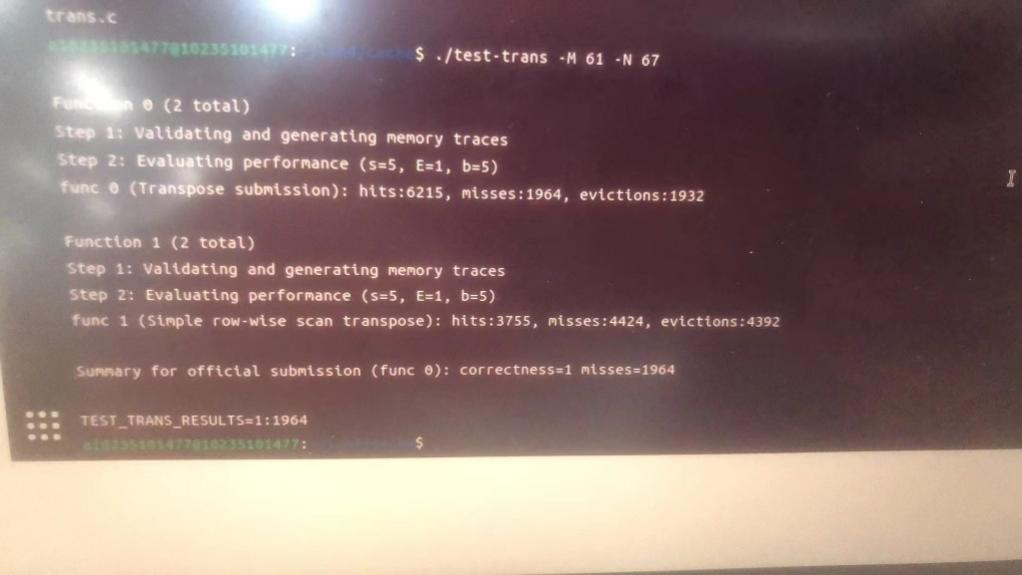 trans.c
$ ./test-trans -M 61 -N 67
Function 0 (2 total)
Step 1: Validating and generating memory traces
Step 2: Evaluating performance (s=5, E=1, b=5)
func 0 (Transpose submission): hits:6215, misses:1964, evictions:1932
Function 1 (2 total)
Step 1: Validating and generating memory traces
Step 2: Evaluating performance (s=5, E=1, b=5)
func 1 (Simple row-wise scan transpose): hits:3755, misses:4424, evictions:4392
Summary for official submission (func 0): correctness=1 misses=1964
TEST_TRANS_RESULTS=1:1964
$